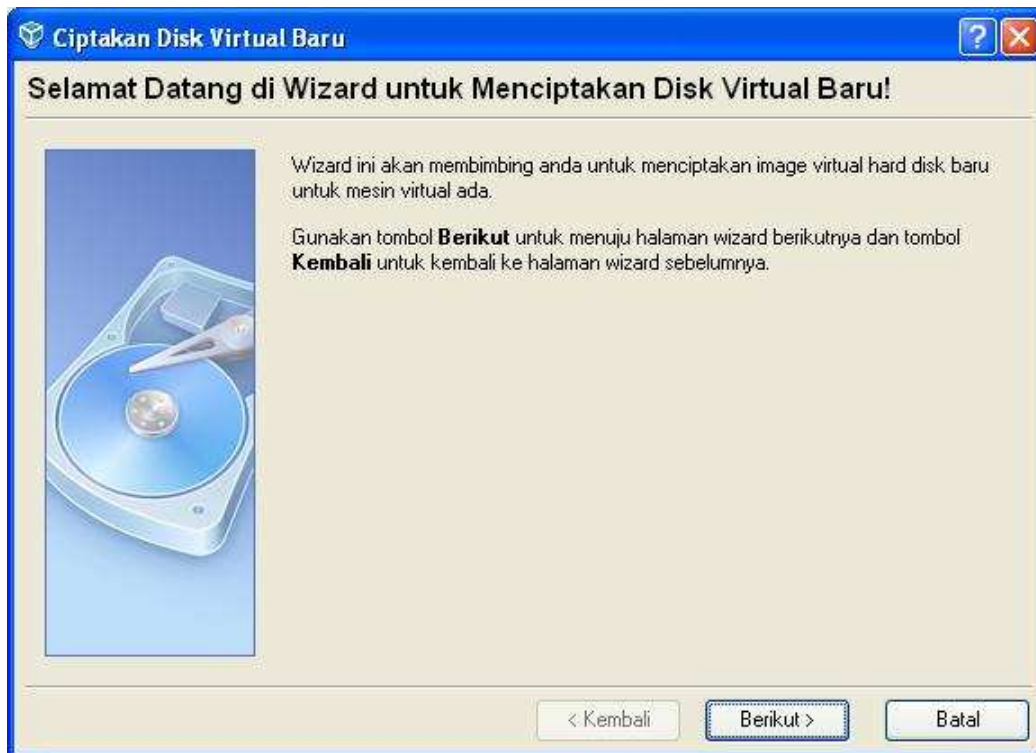 Ciptakan Disk Virtual Baru
Selamat Datang di Wizard untuk Menciptakan Disk Virtual Baru!
Wizard ini akan membimbing anda untuk menciptakan image virtual hard disk baru
untuk mesin virtual ada.
Gunakan tombol Berikut untuk menuju halaman wizard berikutnya dan tombol
Kembali untuk kembali ke halaman wizard sebelumnya.
< Kembali Berikut > Batal